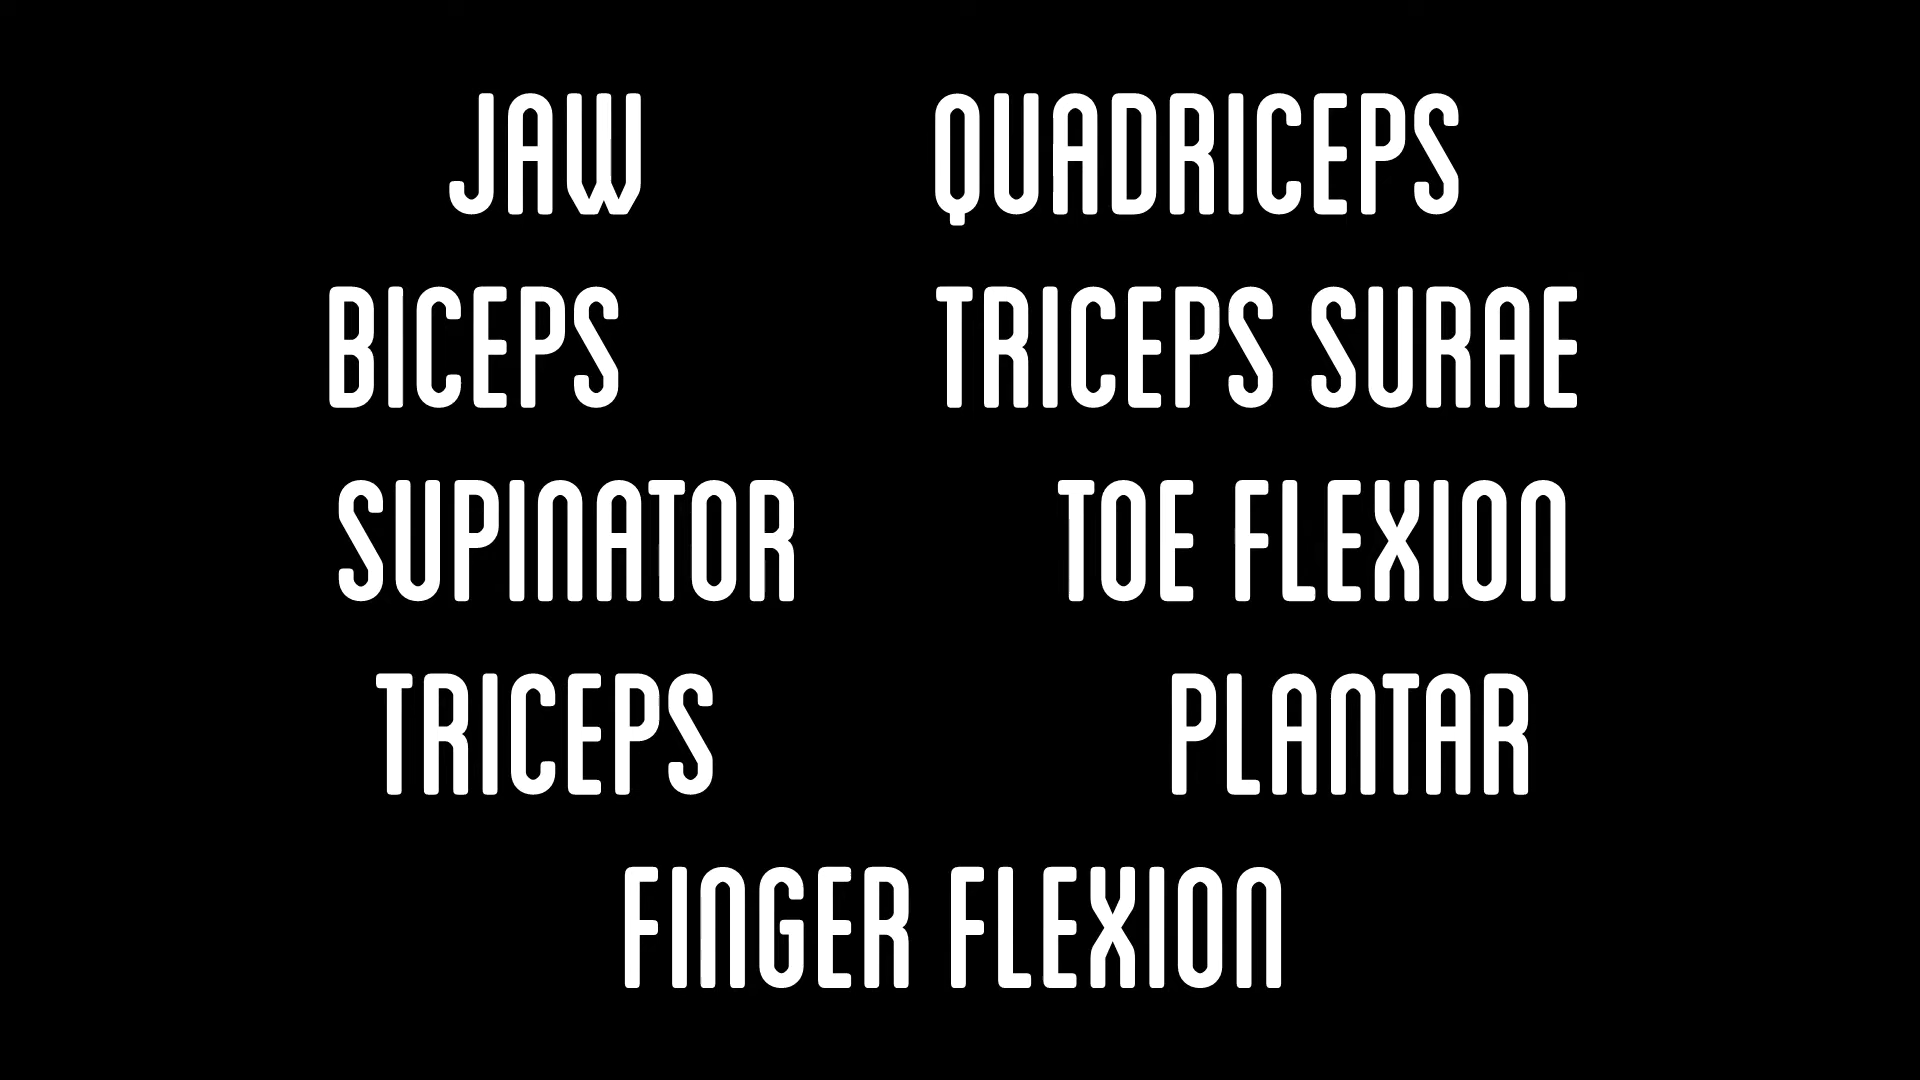 JAW QUADRICEPS
BICEPS TRICEPS SURAE
SUPINATOR TOE FLEXION
TRICEPS PLANTAR
FINGER FLEXION